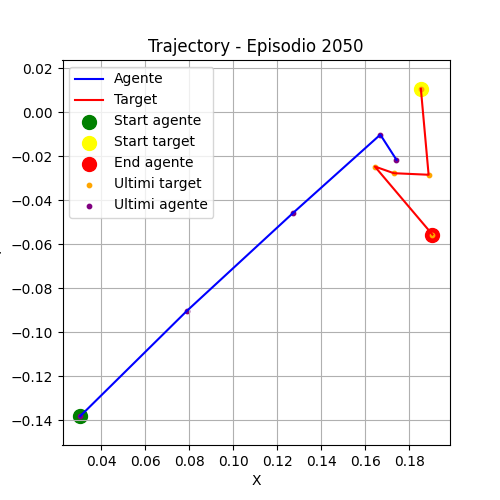 Trajectory - Episodio 2050
Agente
Target
Start agente
Start target
End agente
Ultimi target
Ultimi agente
0.02
0.00
−0.02
−0.04
−0.06
−0.08
−0.10
−0.12
−0.14
0.04 0.06 0.08 0.10 0.12 0.14 0.16 0.18
X